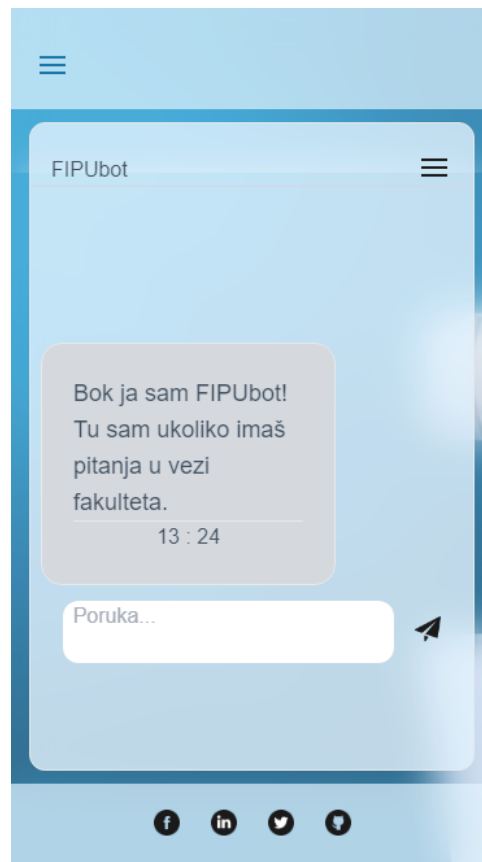 FIPUbot
Bok ja sam FIPUbot!
Tu sam ukoliko imaš
pitanja u vezi
fakulteta.
13 : 24
Poruka...